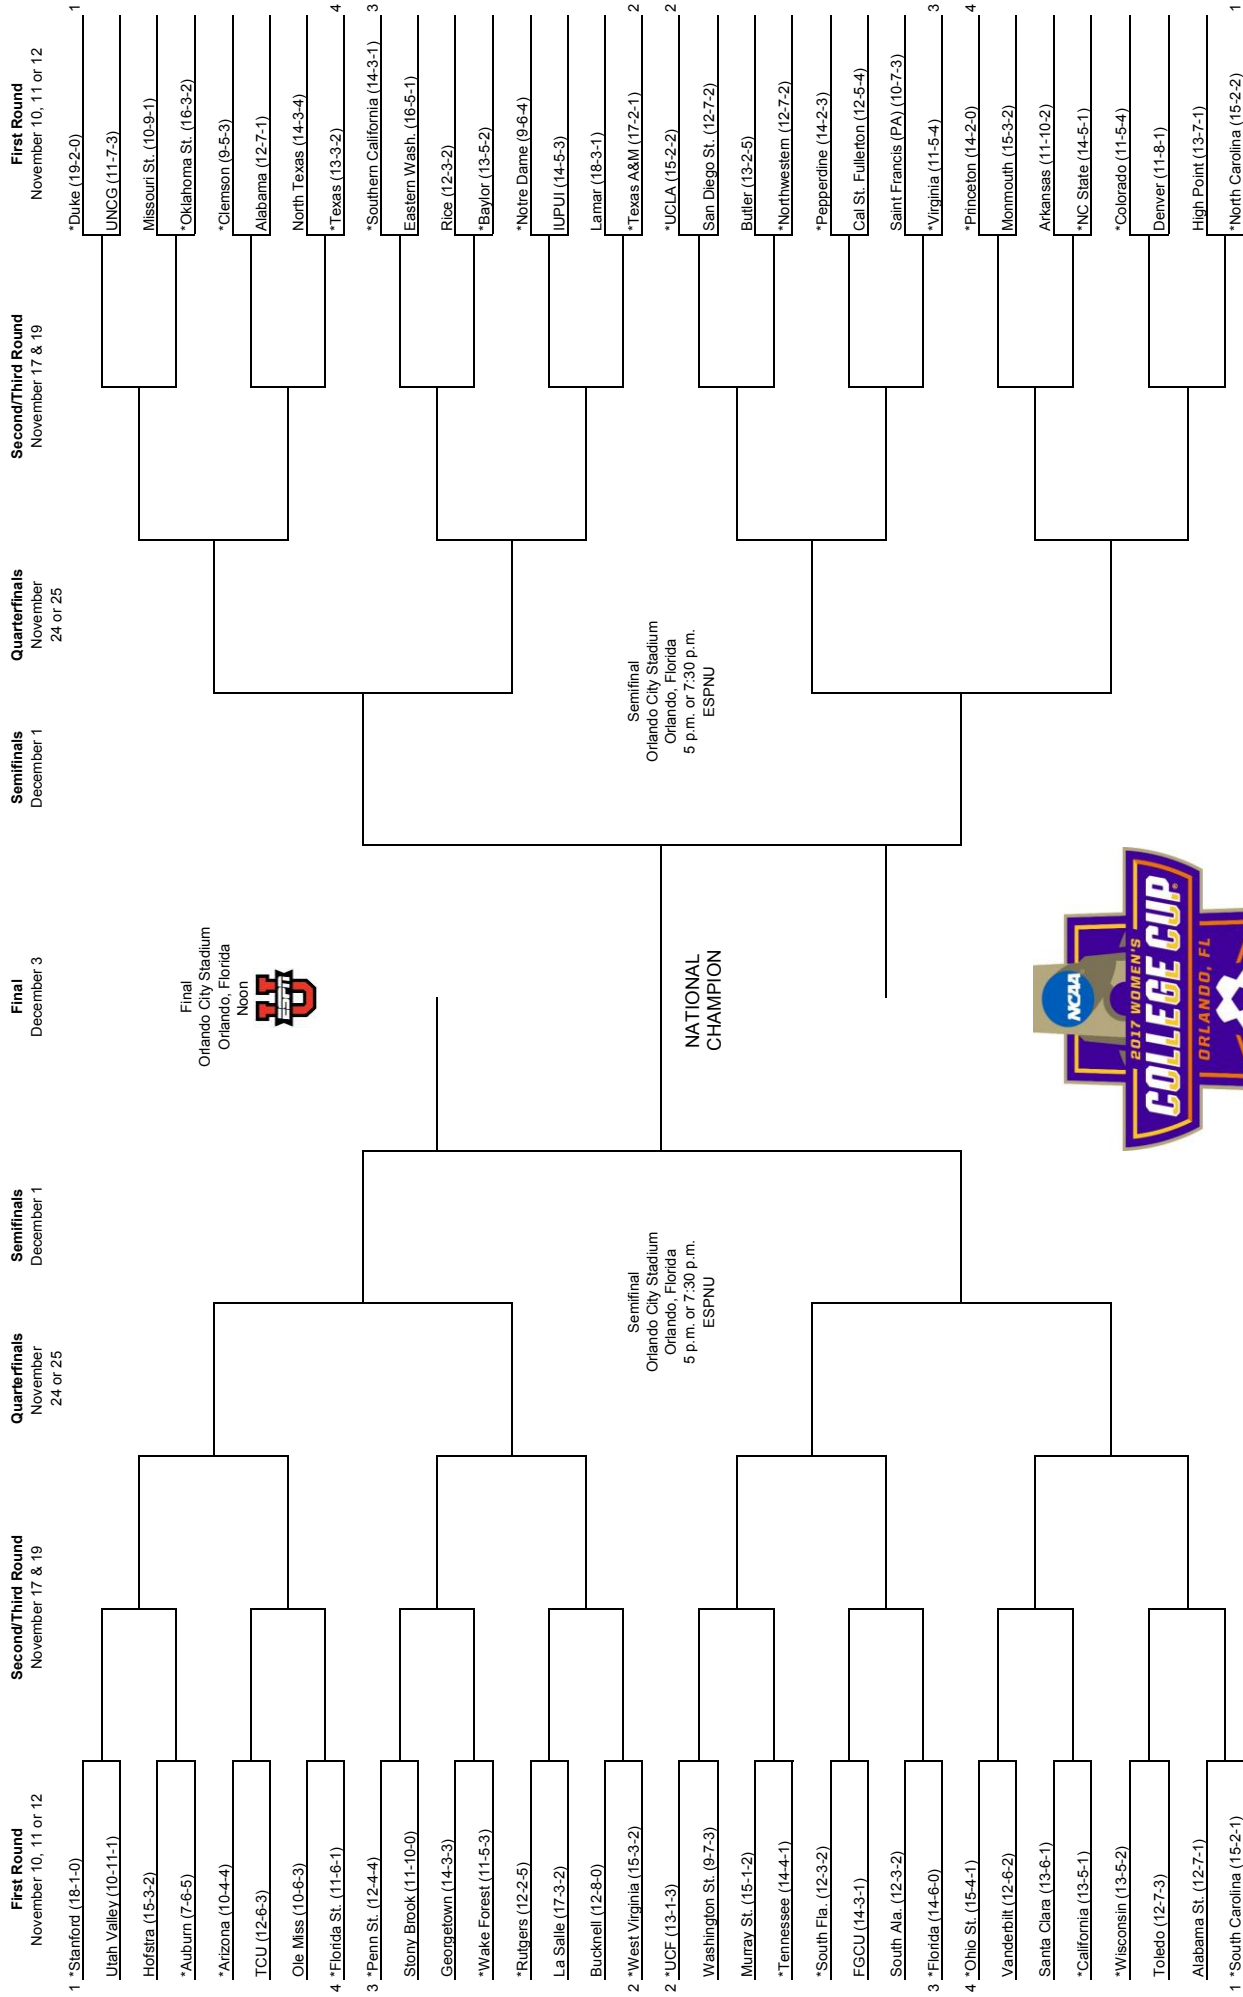 First Round
November 10, 11 or 12
Second/Third Round
November 17 & 19
Quarterfinals
November
24 or 25
Semifinals
December 1
Final
December 3
Semifinals
December 1
Quarterfinals
November
24 or 25
Second/Third Round
November 17 & 19
First Round
November 10, 11 or 12
1 *Stanford (18-1-0)
Utah Valley (10-11-1)
Hofstra (15-3-2)
*Auburn (7-6-5)
*Arizona (10-4-4)
TCU (12-6-3)
Ole Miss (10-6-3)
4 *Florida St. (11-6-1)
3 *Penn St. (12-4-4)
Stony Brook (11-10-0)
Georgetown (14-3-3)
*Wake Forest (11-5-3)
*Rutgers (12-2-5)
La Salle (17-3-2)
Bucknell (12-8-0)
2 *West Virginia (15-3-2)
2 *UCF (13-1-3)
Washington St. (9-7-3)
Murray St. (15-1-2)
*Tennessee (14-4-1)
*South Fla. (12-3-2)
FGCU (14-3-1)
South Ala. (12-3-2)
3 *Florida (14-6-0)
4 *Ohio St. (15-4-1)
Vanderbilt (12-6-2)
Santa Clara (13-6-1)
*California (13-5-1)
*Wisconsin (13-5-2)
Toledo (12-7-3)
Alabama St. (12-7-1)
1 *South Carolina (15-2-1)
Semifinal
Orlando City Stadium
Orlando, Florida
5 p.m. or 7:30 p.m.
ESPNU
Final
Orlando City Stadium
Orlando, Florida
Noon
NATIONAL
CHAMPION
NCAA
2017 WOMEN'S
COLLEGE CUP
ORLANDO, FL
Semifinal
Orlando City Stadium
Orlando, Florida
5 p.m. or 7:30 p.m.
ESPNU
*Duke (19-2-0) 1
UNCG (11-7-3)
Missouri St. (10-9-1)
*Oklahoma St. (16-3-2)
*Clemson (9-5-3)
Alabama (12-7-1)
North Texas (14-3-4)
*Texas (13-3-2) 4
*Southern California (14-3-1) 3
Eastern Wash. (16-5-1)
Rice (12-3-2)
*Baylor (13-5-2)
*Notre Dame (9-6-4)
IUPUI (14-5-3)
Lamar (18-3-1)
*Texas A&M (17-2-1) 2
*UCLA (15-2-2) 2
San Diego St. (12-7-2)
Butler (13-2-5)
*Northwestern (12-7-2)
*Pepperdine (14-2-3)
Cal St. Fullerton (12-5-4)
Saint Francis (PA) (10-7-3)
*Virginia (11-5-4) 3
*Princeton (14-2-0) 4
Monmouth (15-3-2)
Arkansas (11-10-2)
*NC State (14-5-1)
*Colorado (11-5-4)
Denver (11-8-1)
High Point (13-7-1)
*North Carolina (15-2-2) 1